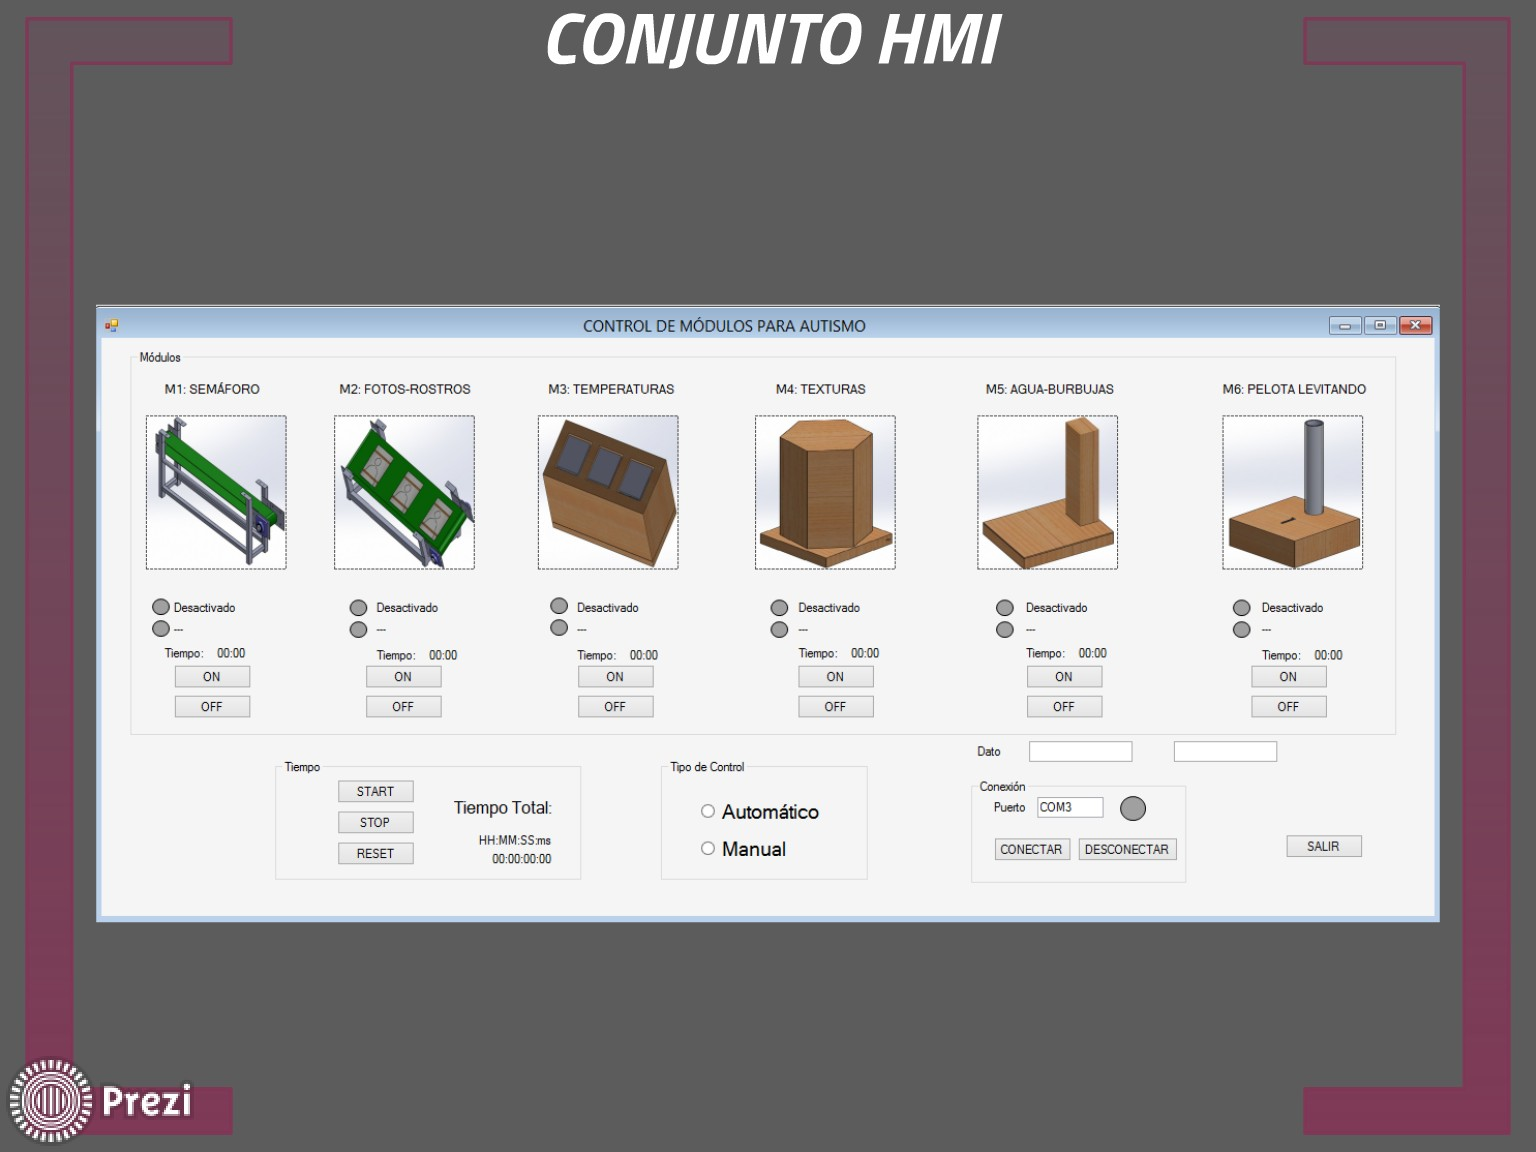 CONJUNTO HMI
CONTROL DE MÓDULOS PARA AUTISMO
Módulos
M1: SEMÁFORO
M2: FOTOS-ROSTROS
M3: TEMPERATURAS
M4: TEXTURAS
M5: AGUA-BURBUJAS
M6: PELOTA LEVITANDO
Desactivado
Desactivado
Desactivado
Desactivado
Desactivado
Desactivado
---
---
---
---
---
---
Tiempo: 00:00
Tiempo: 00:00
Tiempo: 00:00
Tiempo: 00:00
Tiempo: 00:00
Tiempo: 00:00
ON
ON
ON
ON
ON
ON
OFF
OFF
OFF
OFF
OFF
OFF
Dato
Tiempo
START
STOP
RESET
Tiempo Total:
HH:MM:SS:ms
00:00:00:00
Tipo de Control
Automático
Manual
Conexión
Puerto COM3
CONECTAR
DESCONECTAR
SALIR
Prezi